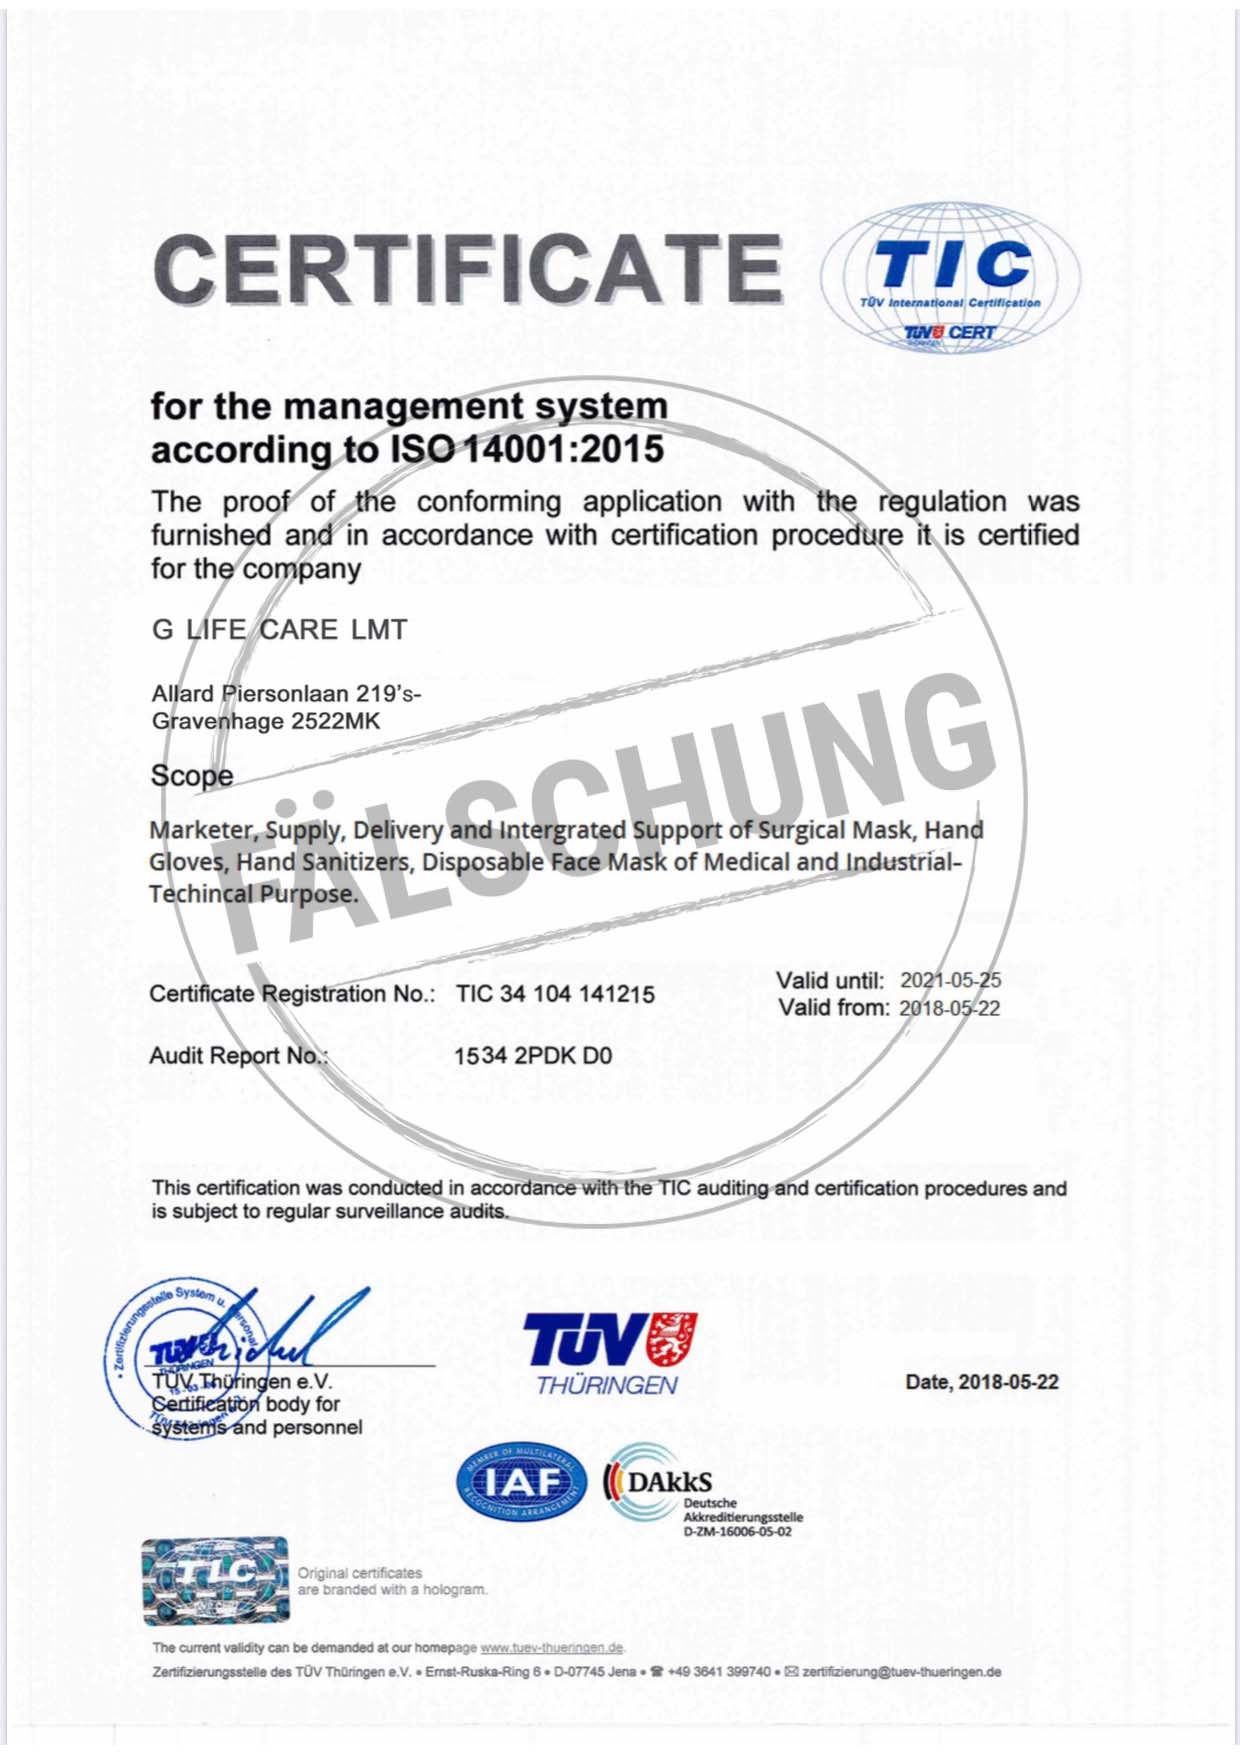 CERTIFICATE
TIC
TÜV International Certification
TÜV CERT
THÜRINGEN
for the management system
according to ISO 14001:2015
The proof of the conforming application with the regulation was
furnished and in accordance with certification procedure it is certified
for the company
G LIFE CARE LMT
Allard Piersonlaan 219's-
Gravenhage 2522MK
Scope
FÄLSCHUNG
Marketer, Supply, Delivery and Intergrated Support of Surgical Mask, Hand
Gloves, Hand Sanitizers, Disposable Face Mask of Medical and Industrial-
Techincal Purpose.
Valid until: 2021-05-25
Certificate Registration No.: TIC 34 104 141215
Valid from: 2018-05-22
Audit Report No.: 1534 2PDK D0
This certification was conducted in accordance with the TIC auditing and certification procedures and
is subject to regular surveillance audits.
• Zertifizierungsstelle System u. Personal
TÜV
THÜRINGEN
TÜV Thüringen e.V.
Certification body for
systems and personnel
TÜV
THÜRINGEN
Date, 2018-05-22
MEMBER OF MULTILATERAL
IAF
RECOGNITION ARRANGEMENT
DAkkS
Deutsche
Akkreditierungsstelle
D-ZM-16006-05-02
TIC
Original certificates
are branded with a hologram.
The current validity can be demanded at our homepage www.tuev-thueringen.de.
Zertifizierungsstelle des TÜV Thüringen e.V. • Ernst-Ruska-Ring 6 • D-07745 Jena • ☎ +49 3641 399740 • ✉ zertifizierung@tuev-thueringen.de